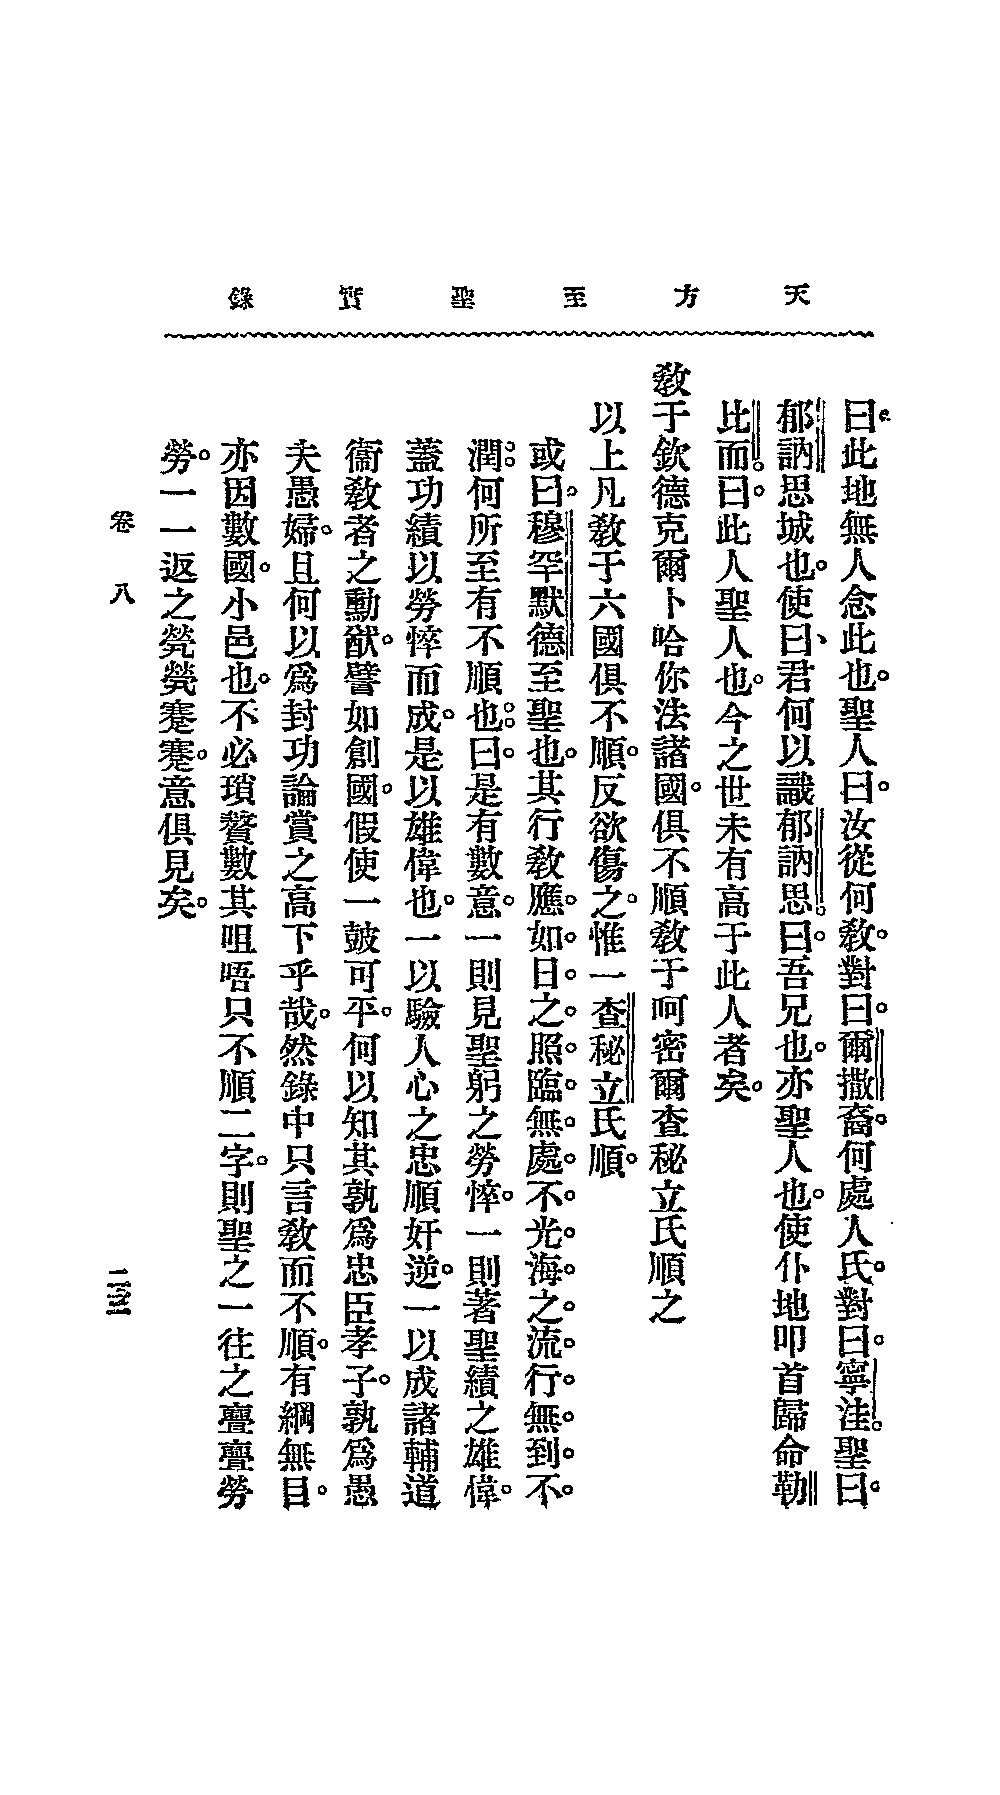 天方至聖實錄
曰。此地無人念此也。聖人曰。汝從何敎。對曰。爾撒裔。何處人氏。對曰。寧洼。聖曰。
郁訥思城也。使曰、君何以識郁訥思。曰。吾兄也。亦聖人也。使仆地叩首歸命勒
比而。曰。此人聖人也。今之世未有高于此人者矣。
敎于欽德克爾卜哈你法諸國。俱不順敎于呵密爾查秘立氏順之
以上凡敎于六國俱不順。反欲傷之。惟一查秘立氏順。
或曰。穆罕默德至聖也。其行敎應。如。日。之。照。臨。無。處。不。光。海。之。流。行。無。到。不。
潤。何所至有不順也。曰。是有數意。一則見聖躬之勞悴。一則著聖績之雄偉。
蓋功績以勞悴而成。是以雄偉也。一以驗人心之忠順奸逆。一以成諸輔道
衞敎者之勳猷。譬如創國。假使一鼓可平。何以知其孰爲忠臣孝子。孰爲愚
夫愚婦。且何以爲封功論賞之高下乎哉。然錄中只言敎而不順。有綱無目。
亦因數國。小邑也。不必瑣贅數其咀唔只不順二字。則聖之一往之亹亹勞
勞。一一返之煢煢蹇蹇。意俱見矣。
卷八